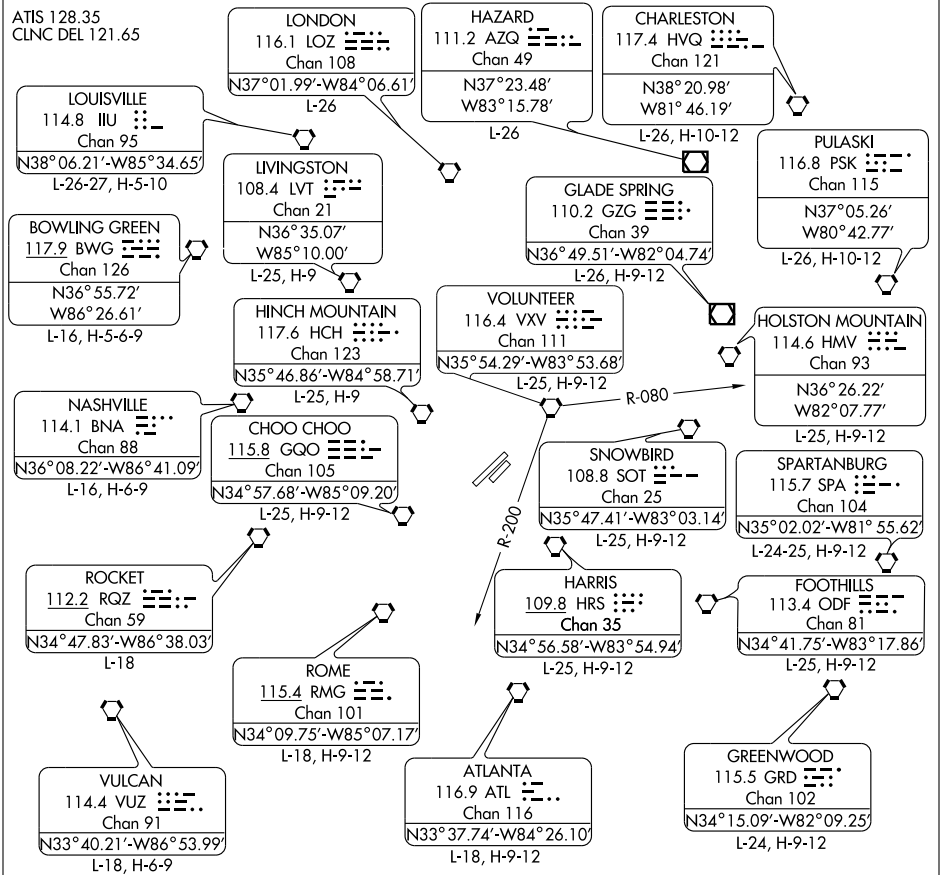 ATIS 128.35
CLNC DEL 121.65
LONDON
116.1 LOZ
Chan 108
N37°01.99′-W84°06.61′
L-26
HAZARD
111.2 AZQ
Chan 49
N37°23.48′
W83°15.78′
L-26
CHARLESTON
117.4 HVQ
Chan 121
N38°20.98′
W81°46.19′
L-26, H-10-12
LOUISVILLE
114.8 IIU
Chan 95
N38°06.21′-W85°34.65′
L-26-27, H-5-10
LIVINGSTON
108.4 LVT
Chan 21
N36°35.07′
W85°10.00′
L-25, H-9
GLADE SPRING
110.2 GZG
Chan 39
N36°49.51′-W82°04.74′
L-26, H-9-12
PULASKI
116.8 PSK
Chan 115
N37°05.26′
W80°42.77′
L-26, H-10-12
BOWLING GREEN
117.9 BWG
Chan 126
N36°55.72′
W86°26.61′
L-16, H-5-6-9
HINCH MOUNTAIN
117.6 HCH
Chan 123
N35°46.86′-W84°58.71′
L-25, H-9
VOLUNTEER
116.4 VXV
Chan 111
N35°54.29′-W83°53.68′
L-25, H-9-12
HOLSTON MOUNTAIN
114.6 HMV
Chan 93
N36°26.22′
W82°07.77′
L-25, H-9-12
R-080
R-200
NASHVILLE
114.1 BNA
Chan 88
N36°08.22′-W86°41.09′
L-16, H-6-9
CHOO CHOO
115.8 GQO
Chan 105
N34°57.68′-W85°09.20′
L-25, H-9-12
SNOWBIRD
108.8 SOT
Chan 25
N35°47.41′-W83°03.14′
L-25, H-9-12
SPARTANBURG
115.7 SPA
Chan 104
N35°02.02′-W81°55.62′
L-24-25, H-9-12
ROCKET
112.2 RQZ
Chan 59
N34°47.83′-W86°38.03′
L-18
HARRIS
109.8 HRS
Chan 35
N34°56.58′-W83°54.94′
L-25, H-9-12
FOOTHILLS
113.4 ODF
Chan 81
N34°41.75′-W83°17.86′
L-25, H-9-12
ROME
115.4 RMG
Chan 101
N34°09.75′-W85°07.17′
L-18, H-9-12
VULCAN
114.4 VUZ
Chan 91
N33°40.21′-W86°53.99′
L-18, H-6-9
ATLANTA
116.9 ATL
Chan 116
N33°37.74′-W84°26.10′
L-18, H-9-12
GREENWOOD
115.5 GRD
Chan 102
N34°15.09′-W82°09.25′
L-24, H-9-12